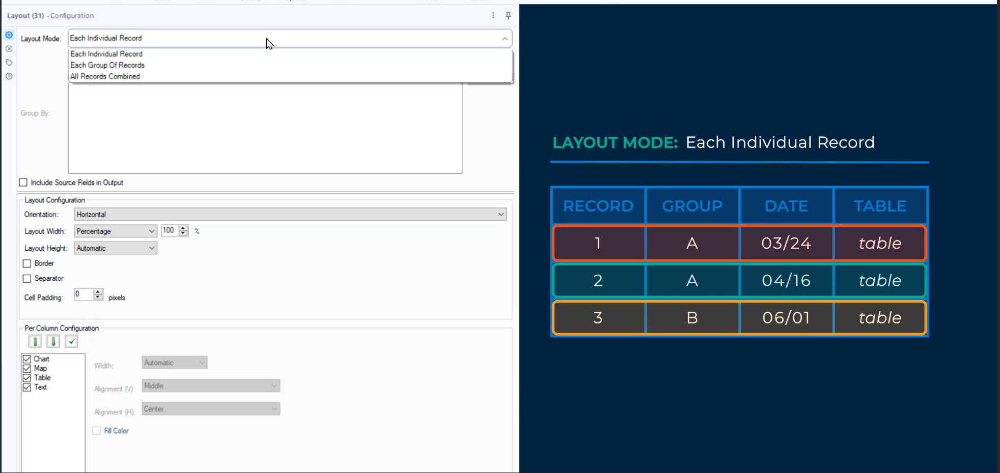 Layout (31) - Configuration
Layout Mode:
Each Individual Record
Each Individual Record
Each Group Of Records
All Records Combined
Group By:
Include Source Fields in Output
Layout Configuration
Orientation:
Horizontal
Layout Width:
Percentage
100
%
Layout Height:
Automatic
Border
Separator
Cell Padding:
0
pixels
Per Column Configuration
Chart
Map
Table
Text
Width:
Automatic
Alignment (V):
Middle
Alignment (H):
Center
Fill Color
LAYOUT MODE: Each Individual Record
RECORD GROUP DATE TABLE
1 A 03/24 table
2 A 04/16 table
3 B 06/01 table